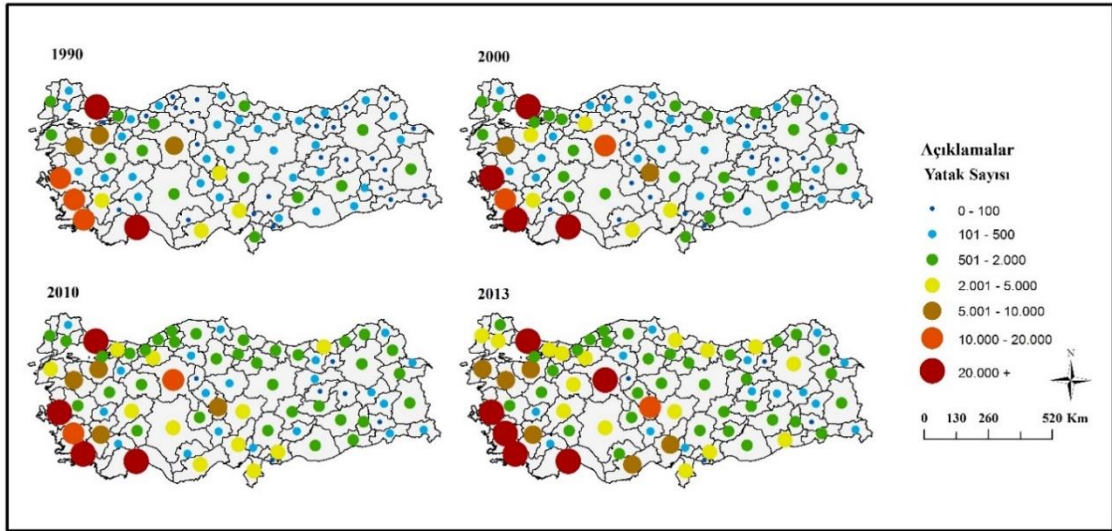 1990
2000
2010
2013
Açıklamalar
Yatak Sayısı
0 - 100
101 - 500
501 - 2.000
2.001 - 5.000
5.001 - 10.000
10.000 - 20.000
20.000 +
N
0 130 260 520 Km